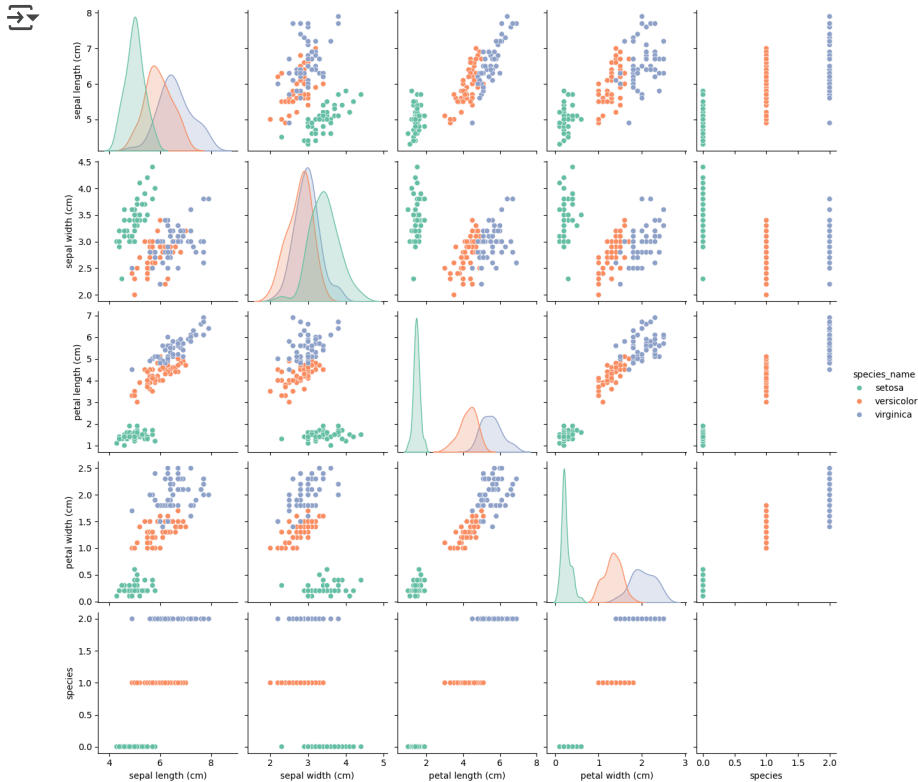 8
7
6
5
sepal length (cm)
4.5
4.0
3.5
3.0
2.5
2.0
sepal width (cm)
7
6
5
4
3
2
1
petal length (cm)
species_name
setosa
versicolor
virginica
2.5
2.0
1.5
1.0
0.5
0.0
petal width (cm)
2.0
1.5
1.0
0.5
0.0
species
4 6 8
2 3 4 5
2 4 6 8
0 1 2 3
0.0 0.5 1.0 1.5 2.0
sepal length (cm)
sepal width (cm)
petal length (cm)
petal width (cm)
species